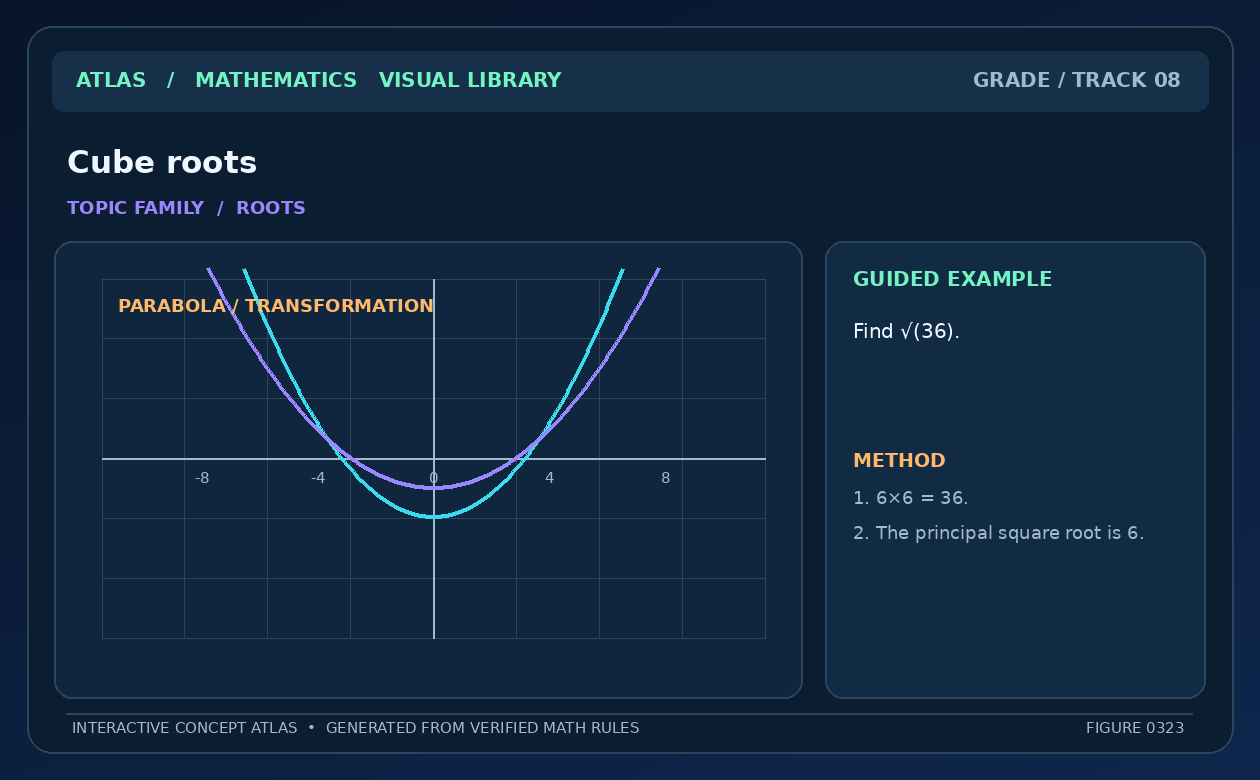 ATLAS / MATHEMATICS VISUAL LIBRARY
GRADE / TRACK 08
Cube roots
TOPIC FAMILY / ROOTS
PARABOLA / TRANSFORMATION
-8 -4 0 4 8
GUIDED EXAMPLE
Find √(36).
METHOD
1. 6×6 = 36.
2. The principal square root is 6.
INTERACTIVE CONCEPT ATLAS • GENERATED FROM VERIFIED MATH RULES
FIGURE 0323